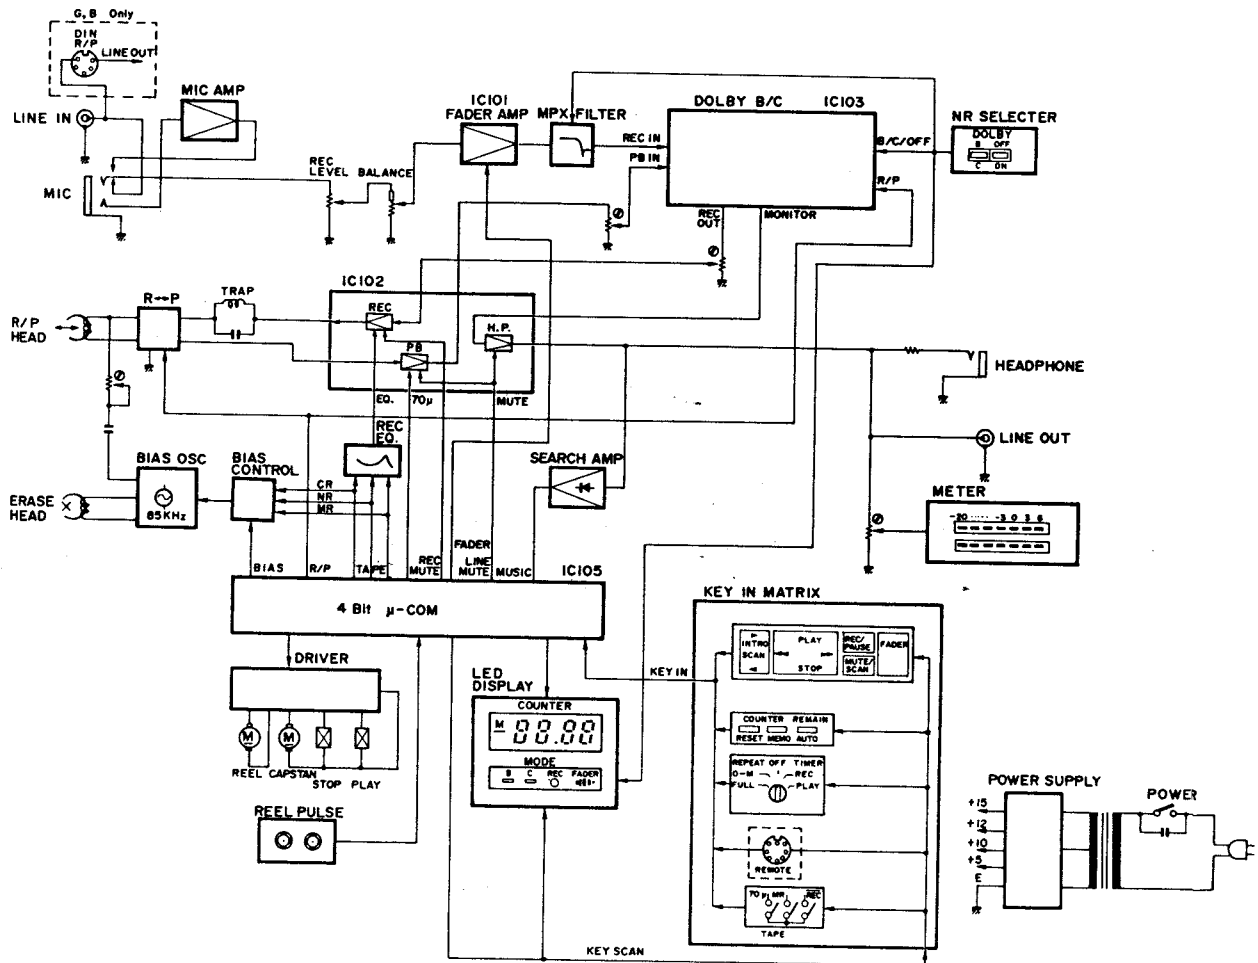 G, B Only
DIN
R/P
LINE OUT
MIC AMP
LINE IN
MIC
REC
LEVEL
BALANCE
IC101
FADER AMP
MPX FILTER
DOLBY B/C
IC103
REC IN
PB IN
B/C/OFF
R/P
REC
OUT
MONITOR
NR SELECTER
DOLBY
B
OFF
C
ON
R↔P
TRAP
R/P
HEAD
IC102
REC
PB
H.P.
EQ.
70μ
MUTE
HEADPHONE
LINE OUT
REC
EQ.
SEARCH AMP
METER
-20 ····· -3 0 3 6
BIAS OSC
85KHz
BIAS
CONTROL
CR
NR
MR
ERASE
HEAD
BIAS
R/P
TAPE
REC
MUTE
FADER
LINE
MUTE
MUSIC
IC105
4 Bit μ-COM
DRIVER
M
M
REEL
CAPSTAN
STOP
PLAY
REEL PULSE
LED
DISPLAY
COUNTER
M
88.88
MODE
B
C
REC
FADER
KEY IN
KEY SCAN
KEY IN MATRIX
INTRO
SCAN
PLAY
STOP
REC/
PAUSE
MUTE/
SCAN
FADER
COUNTER
REMAIN
RESET
MEMO
AUTO
REPEAT OFF TIMER
O-M
REC
FULL
PLAY
REMOTE
70μ
MR
REC
TAPE
POWER SUPPLY
+15
+12
+10
+5
E
POWER